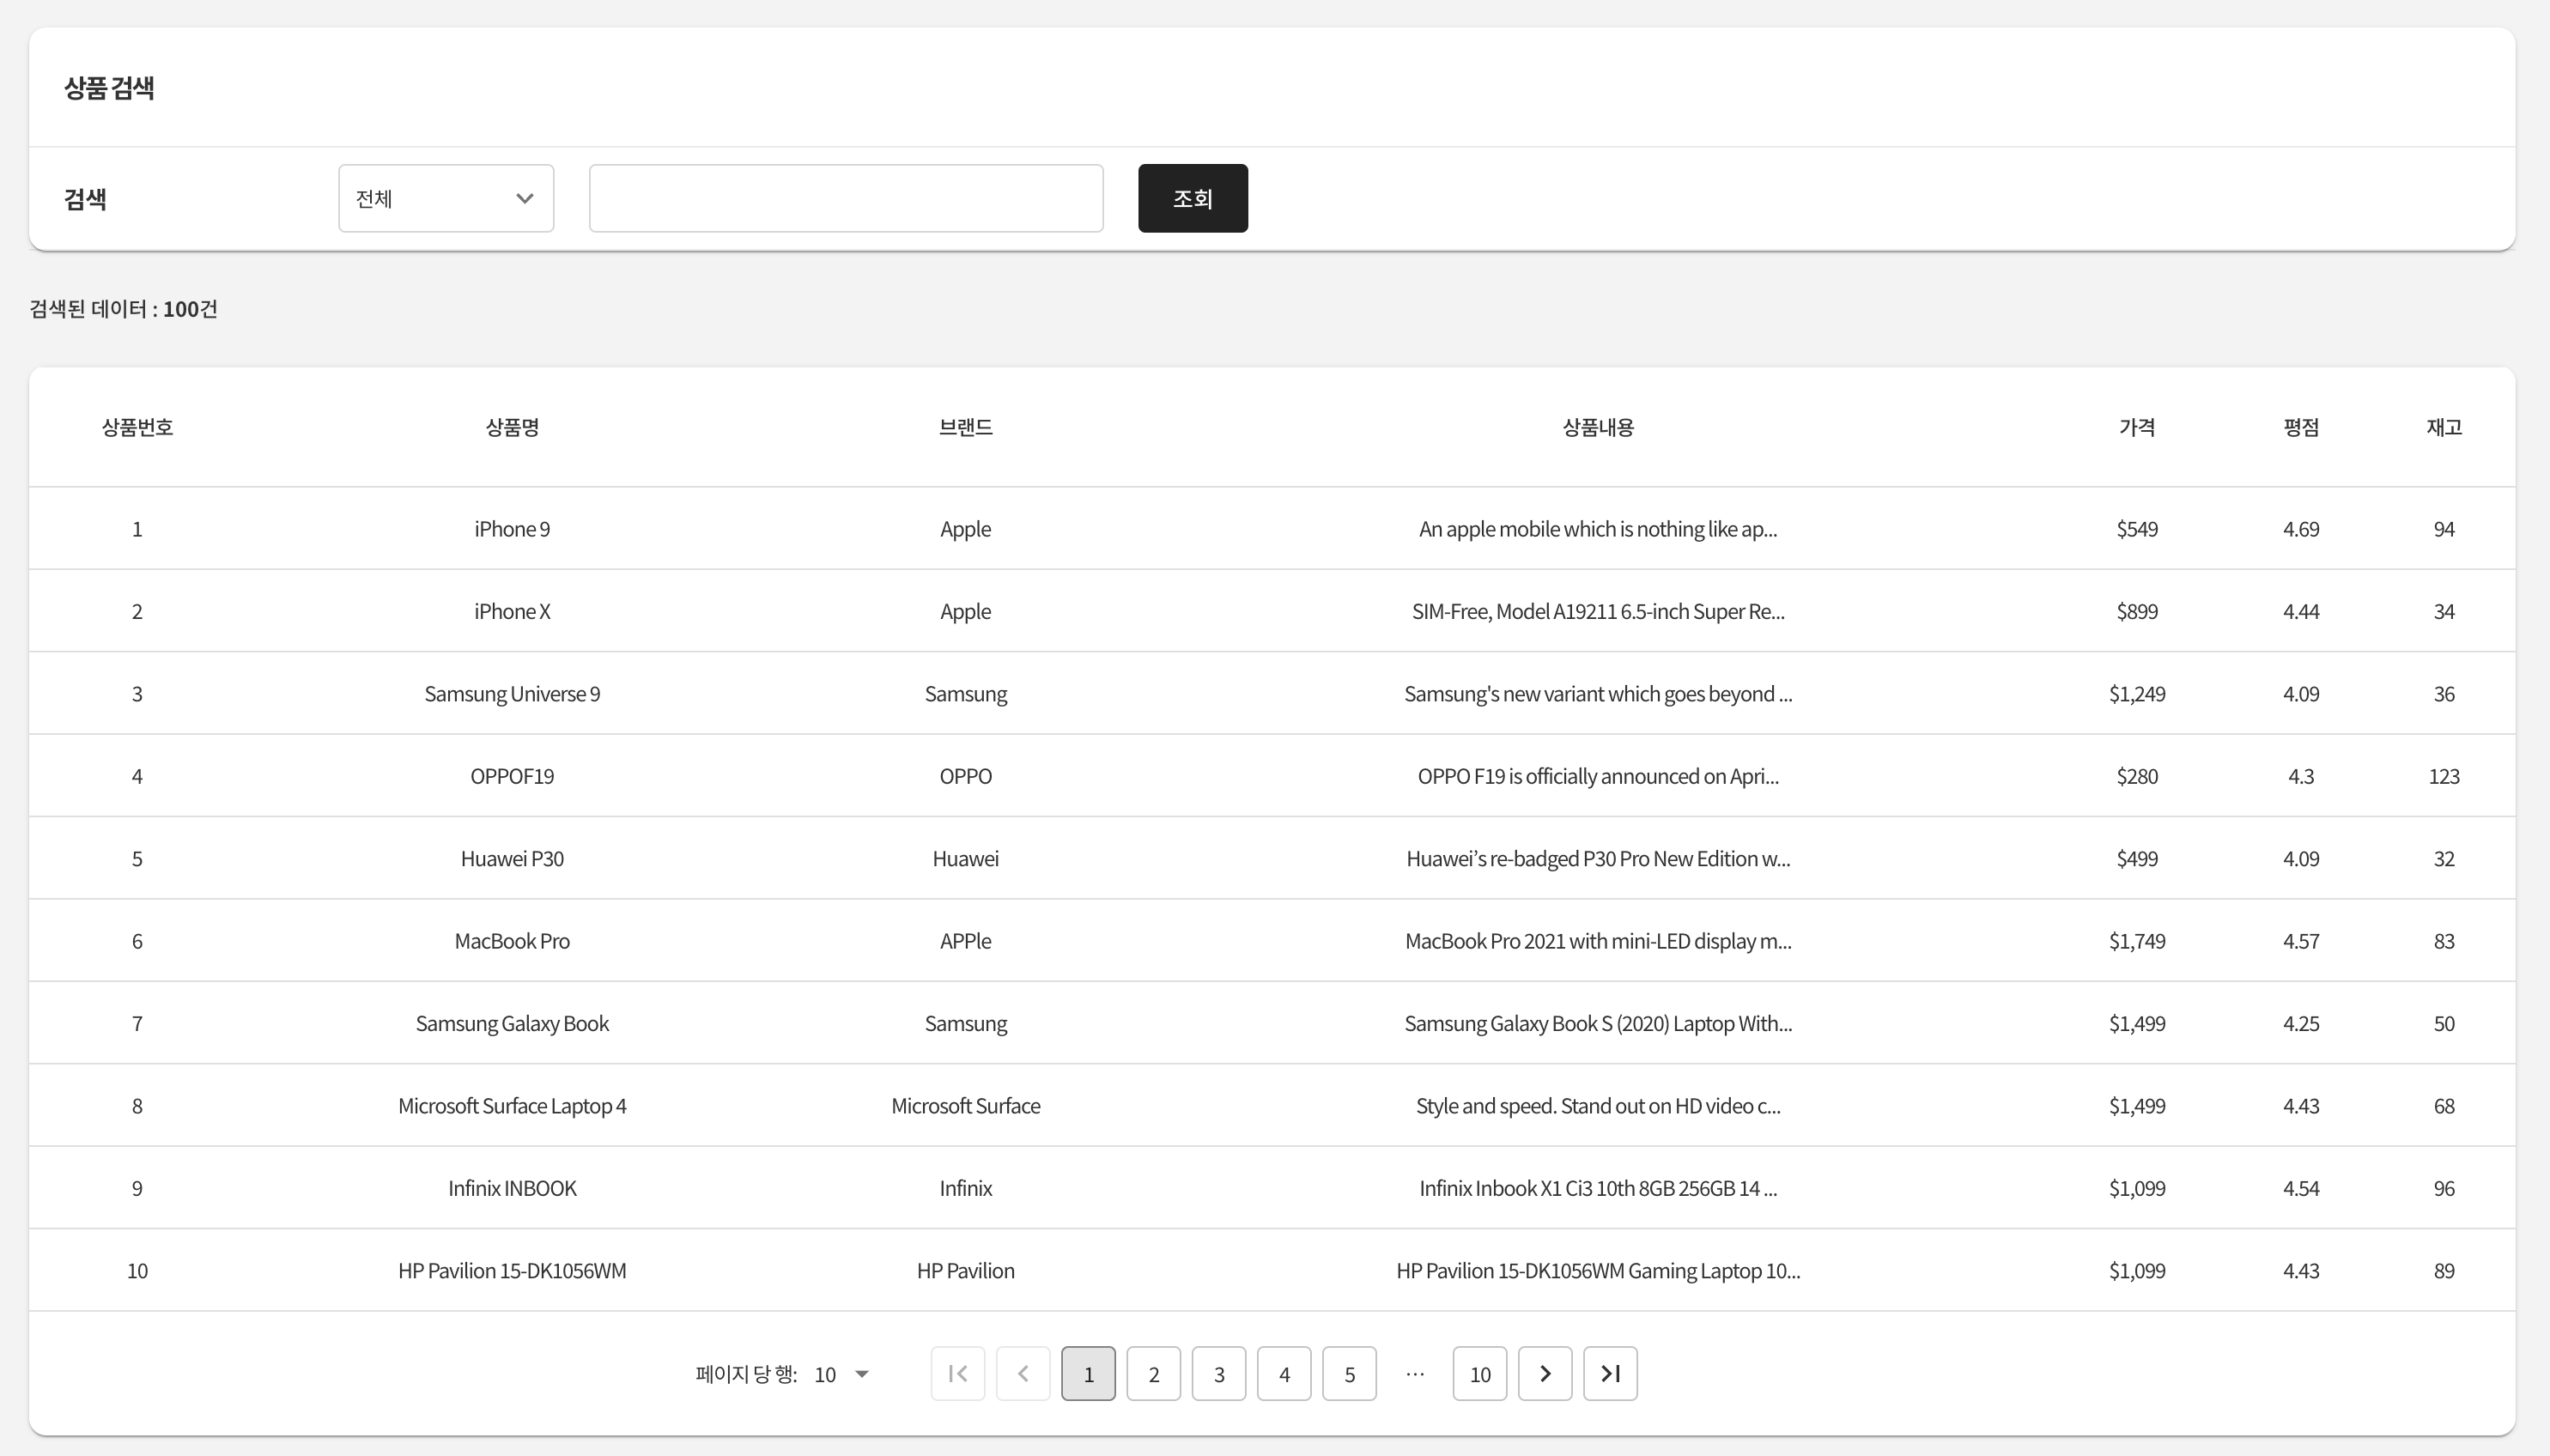 상품 검색
검색 전체 조회
검색된 데이터 : 100건
상품번호 상품명 브랜드 상품내용 가격 평점 재고
1 iPhone 9 Apple An apple mobile which is nothing like ap... $549 4.69 94
2 iPhone X Apple SIM-Free, Model A19211 6.5-inch Super Re... $899 4.44 34
3 Samsung Universe 9 Samsung Samsung's new variant which goes beyond ... $1,249 4.09 36
4 OPPOF19 OPPO OPPO F19 is officially announced on Apri... $280 4.3 123
5 Huawei P30 Huawei Huawei’s re-badged P30 Pro New Edition w... $499 4.09 32
6 MacBook Pro APPle MacBook Pro 2021 with mini-LED display m... $1,749 4.57 83
7 Samsung Galaxy Book Samsung Samsung Galaxy Book S (2020) Laptop With... $1,499 4.25 50
8 Microsoft Surface Laptop 4 Microsoft Surface Style and speed. Stand out on HD video c... $1,499 4.43 68
9 Infinix INBOOK Infinix Infinix Inbook X1 Ci3 10th 8GB 256GB 14 ... $1,099 4.54 96
10 HP Pavilion 15-DK1056WM HP Pavilion HP Pavilion 15-DK1056WM Gaming Laptop 10... $1,099 4.43 89
페이지 당 행: 10 1 2 3 4 5 ... 10